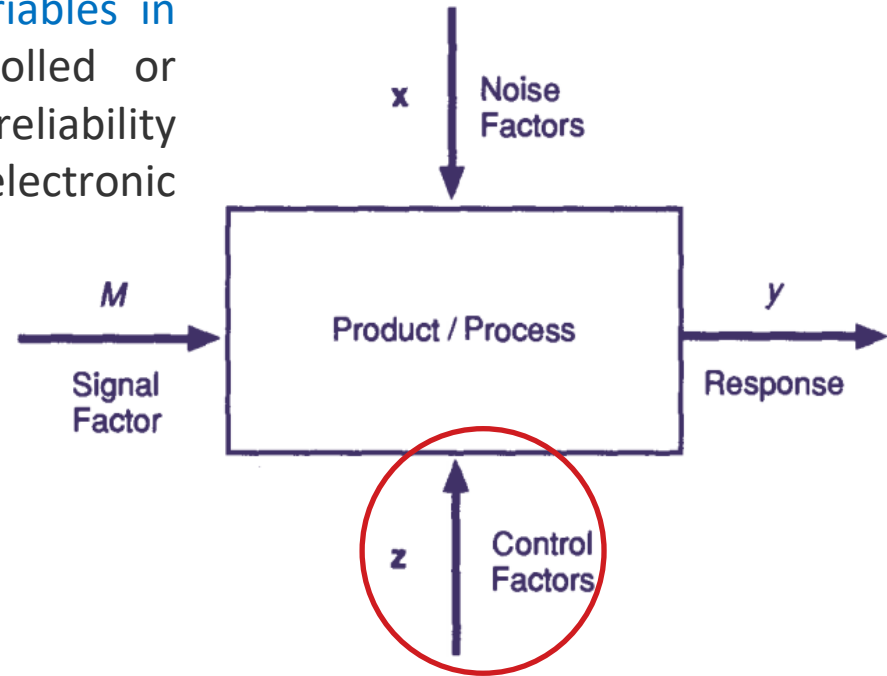 riables in
olled or
reliability
electronic
x
Noise
Factors
M
Signal
Factor
Product / Process
y
Response
z
Control
Factors